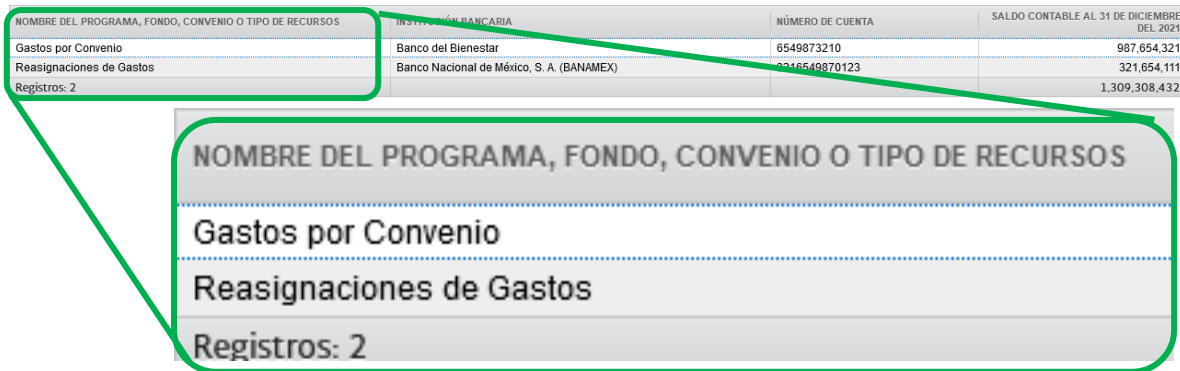 NOMBRE DEL PROGRAMA, FONDO, CONVENIO O TIPO DE RECURSOS INSTITUCIÓN BANCARIA NÚMERO DE CUENTA SALDO CONTABLE AL 31 DE DICIEMBRE
DEL 2021
Gastos por Convenio Banco del Bienestar 6549873210 987,654,321
Reasignaciones de Gastos Banco Nacional de México, S. A. (BANAMEX) 3216549870123 321,654,111
Registros: 2 1,309,308,432
NOMBRE DEL PROGRAMA, FONDO, CONVENIO O TIPO DE RECURSOS
Gastos por Convenio
Reasignaciones de Gastos
Registros: 2